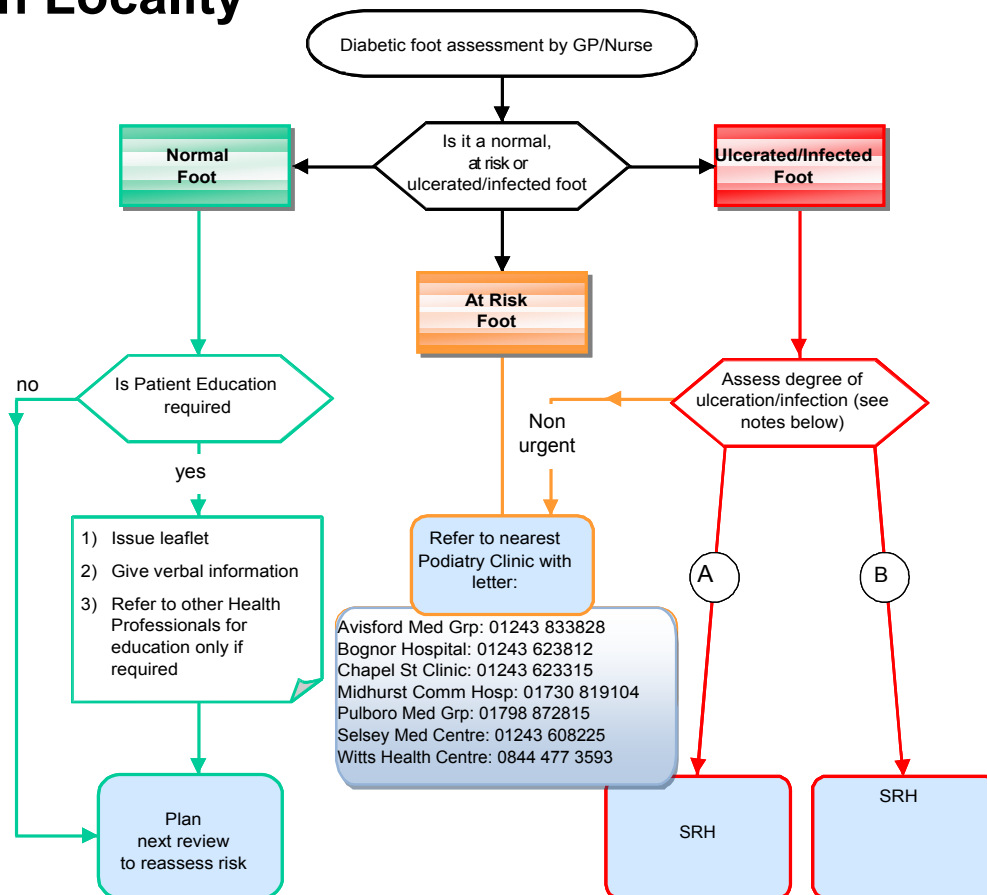 n Locality
Diabetic foot assessment by GP/Nurse
Is it a normal,
at risk or
ulcerated/infected foot
Normal
Foot
Ulcerated/Infected
Foot
At Risk
Foot
no
Is Patient Education
required
yes
Non
urgent
Assess degree of
ulceration/infection (see
notes below)
1) Issue leaflet
2) Give verbal information
3) Refer to other Health
Professionals for
education only if
required
Refer to nearest
Podiatry Clinic with
letter:
A
B
Avisford Med Grp: 01243 833828
Bognor Hospital: 01243 623812
Chapel St Clinic: 01243 623315
Midhurst Comm Hosp: 01730 819104
Pulboro Med Grp: 01798 872815
Selsey Med Centre: 01243 608225
Witts Health Centre: 0844 477 3593
Plan
next review
to reassess risk
SRH
SRH